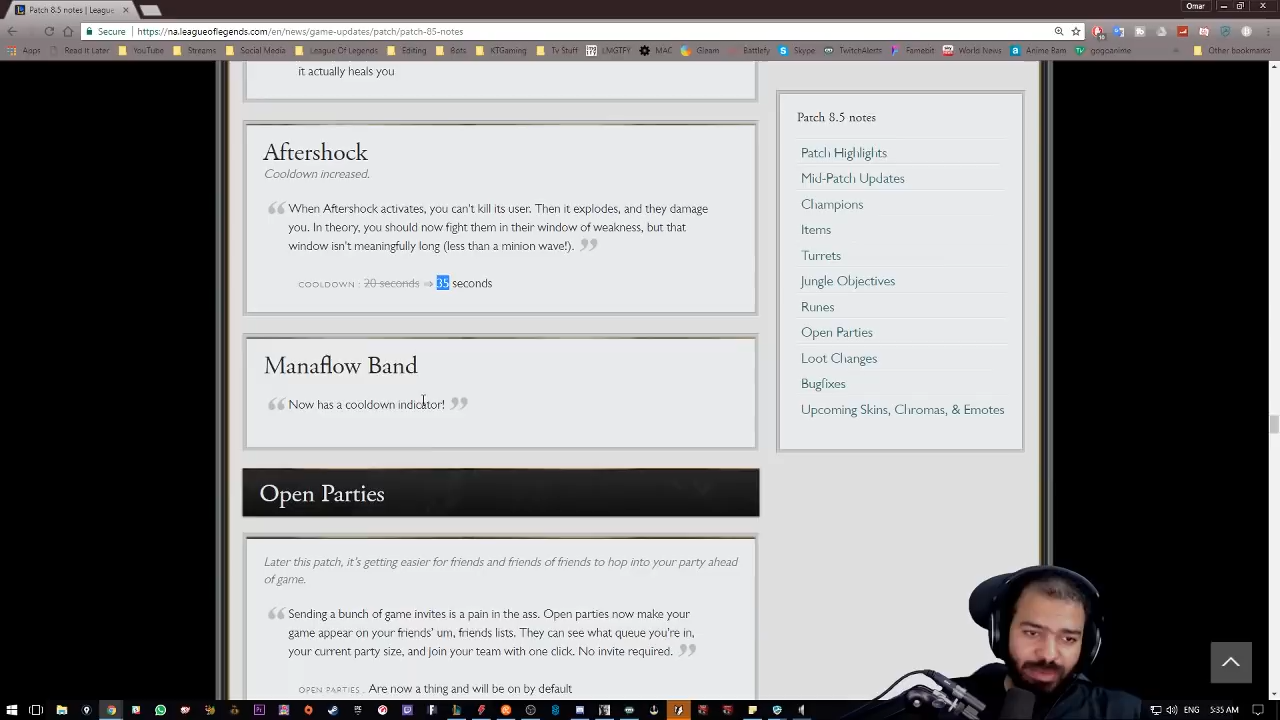 Patch 8.5 notes | League
Omar
Secure
https://na.leagueoflegends.com/en/news/game-updates/patch/patch-85-notes
Apps
Read It Later
YouTube
Streams
Social Media
League Of Legends
Editing
Bots
KTGaming
Tv Stuff
LMGTFY
MAC
Gleam
Battlefy
Skype
TwitchAlerts
Famebit
World News
Anime Bam
gogoanime
Other bookmarks
it actually heals you
Aftershock
Cooldown increased.
When Aftershock activates, you can't kill its user. Then it explodes, and they damage
you. In theory, you should now fight them in their window of weakness, but that
window isn't meaningfully long (less than a minion wave!).
COOLDOWN : 20 seconds ⇒ 35 seconds
Manaflow Band
Now has a cooldown indicator!
Open Parties
Later this patch, it's getting easier for friends and friends of friends to hop into your party ahead
of game.
Sending a bunch of game invites is a pain in the ass. Open parties now make your
game appear on your friends' um, friends lists. They can see what queue you're in,
your current party size, and join your team with one click. No invite required.
OPEN PARTIES Are now a thing and will be on by default
Patch 8.5 notes
Patch Highlights
Mid-Patch Updates
Champions
Items
Turrets
Jungle Objectives
Runes
Open Parties
Loot Changes
Bugfixes
Upcoming Skins, Chromas, & Emotes
ENG
5:35 AM